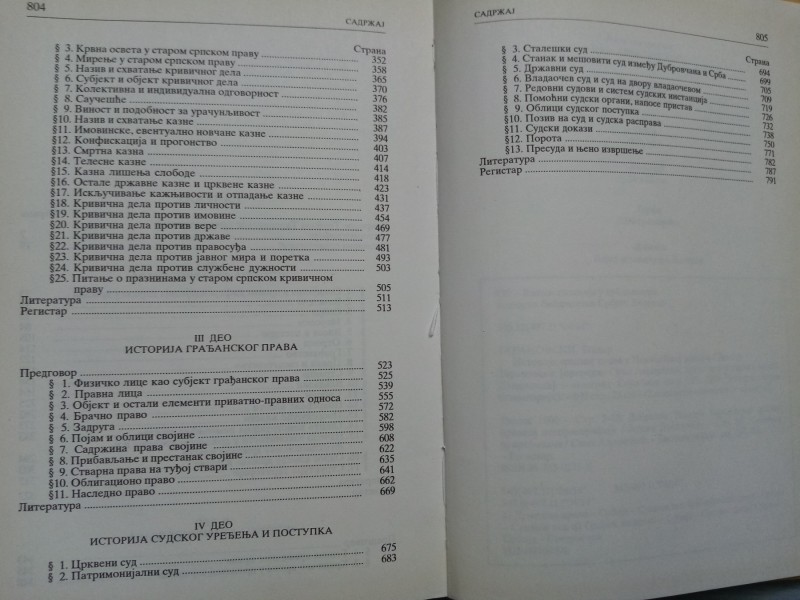 804
САДРЖАЈ
Страна
§ 3. Крвна освета у старом српском праву 352
§ 4. Мирење у старом српском праву 358
§ 5. Назив и схватање кривичног дела 365
§ 6. Субјект и објект кривичног дела 370
§ 7. Колективна и индивидуална одговорност 376
§ 8. Саучешће 382
§ 9. Виност и подобност за урачунљивост 385
§10. Назив и схватање казне 387
§11. Имовинске, евентуално новчане казне 394
§12. Конфискација и прогонство 403
§13. Смртна казна 407
§14. Телесне казне 414
§15. Казна лишења слободе 418
§16. Остале државне казне и црквене казне 423
§17. Искључивање кажњивости и отпадање казне 431
§18. Кривична дела против личности 437
§19. Кривична дела против имовине 454
§20. Кривична дела против вере 469
§21. Кривична дела против државе 477
§22. Кривична дела против правосуђа 481
§23. Кривична дела против јавног мира и поретка 493
§24. Кривична дела против службене дужности 503
§25. Питање о празнинама у старом српском кривичном
праву 505
Литература 511
Регистар 513
III ДЕО
ИСТОРИЈА ГРАЂАНСКОГ ПРАВА
Предговор 523
§ 1. Физичко лице као субјект грађанског права 525
§ 2. Правна лица 539
§ 3. Објект и остали елементи приватно-правних односа 555
§ 4. Брачно право 572
§ 5. Задруга 582
§ 6. Појам и облици својине 598
§ 7. Садржина права својине 608
§ 8. Прибављање и престанак својине 622
§ 9. Стварна права на туђој ствари 635
§10. Облигационо право 641
§11. Наследно право 662
Литература 669
IV ДЕО
ИСТОРИЈА СУДСКОГ УРЕЂЕЊА И ПОСТУПКА
§ 1. Црквени суд 675
§ 2. Патримонијални суд 683
САДРЖАЈ
805
Страна
§ 3. Сталешки суд 694
§ 4. Станак и мешовити суд између Дубровчана и Срба 699
§ 5. Државни суд 705
§ 6. Владаочев суд и суд на двору владаочевом 709
§ 7. Редовни судови и систем судских инстанција 719
§ 8. Помоћни судски органи, напосе пристав 726
§ 9. Облици судског поступка 732
§10. Позив на суд и судска расправа 738
§11. Судски докази 750
§12. Порота 771
§13. Пресуда и њено извршење 782
Литература 787
Регистар 791